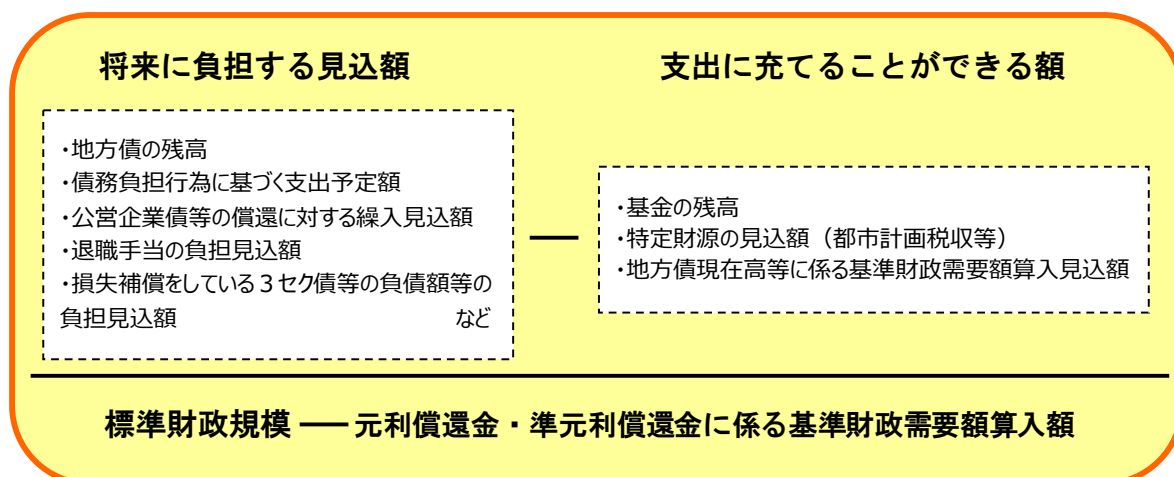 将来に負担する見込額
・地方債の残高
・債務負担行為に基づく支出予定額
・公営企業債等の償還に対する繰入見込額
・退職手当の負担見込額
・損失補償をしている3セク債等の負債額等の
負担見込額 など
—
支出に充てることができる額
・基金の残高
・特定財源の見込額（都市計画税収等）
・地方債現在高等に係る基準財政需要額算入見込額
標準財政規模 — 元利償還金・準元利償還金に係る基準財政需要額算入額